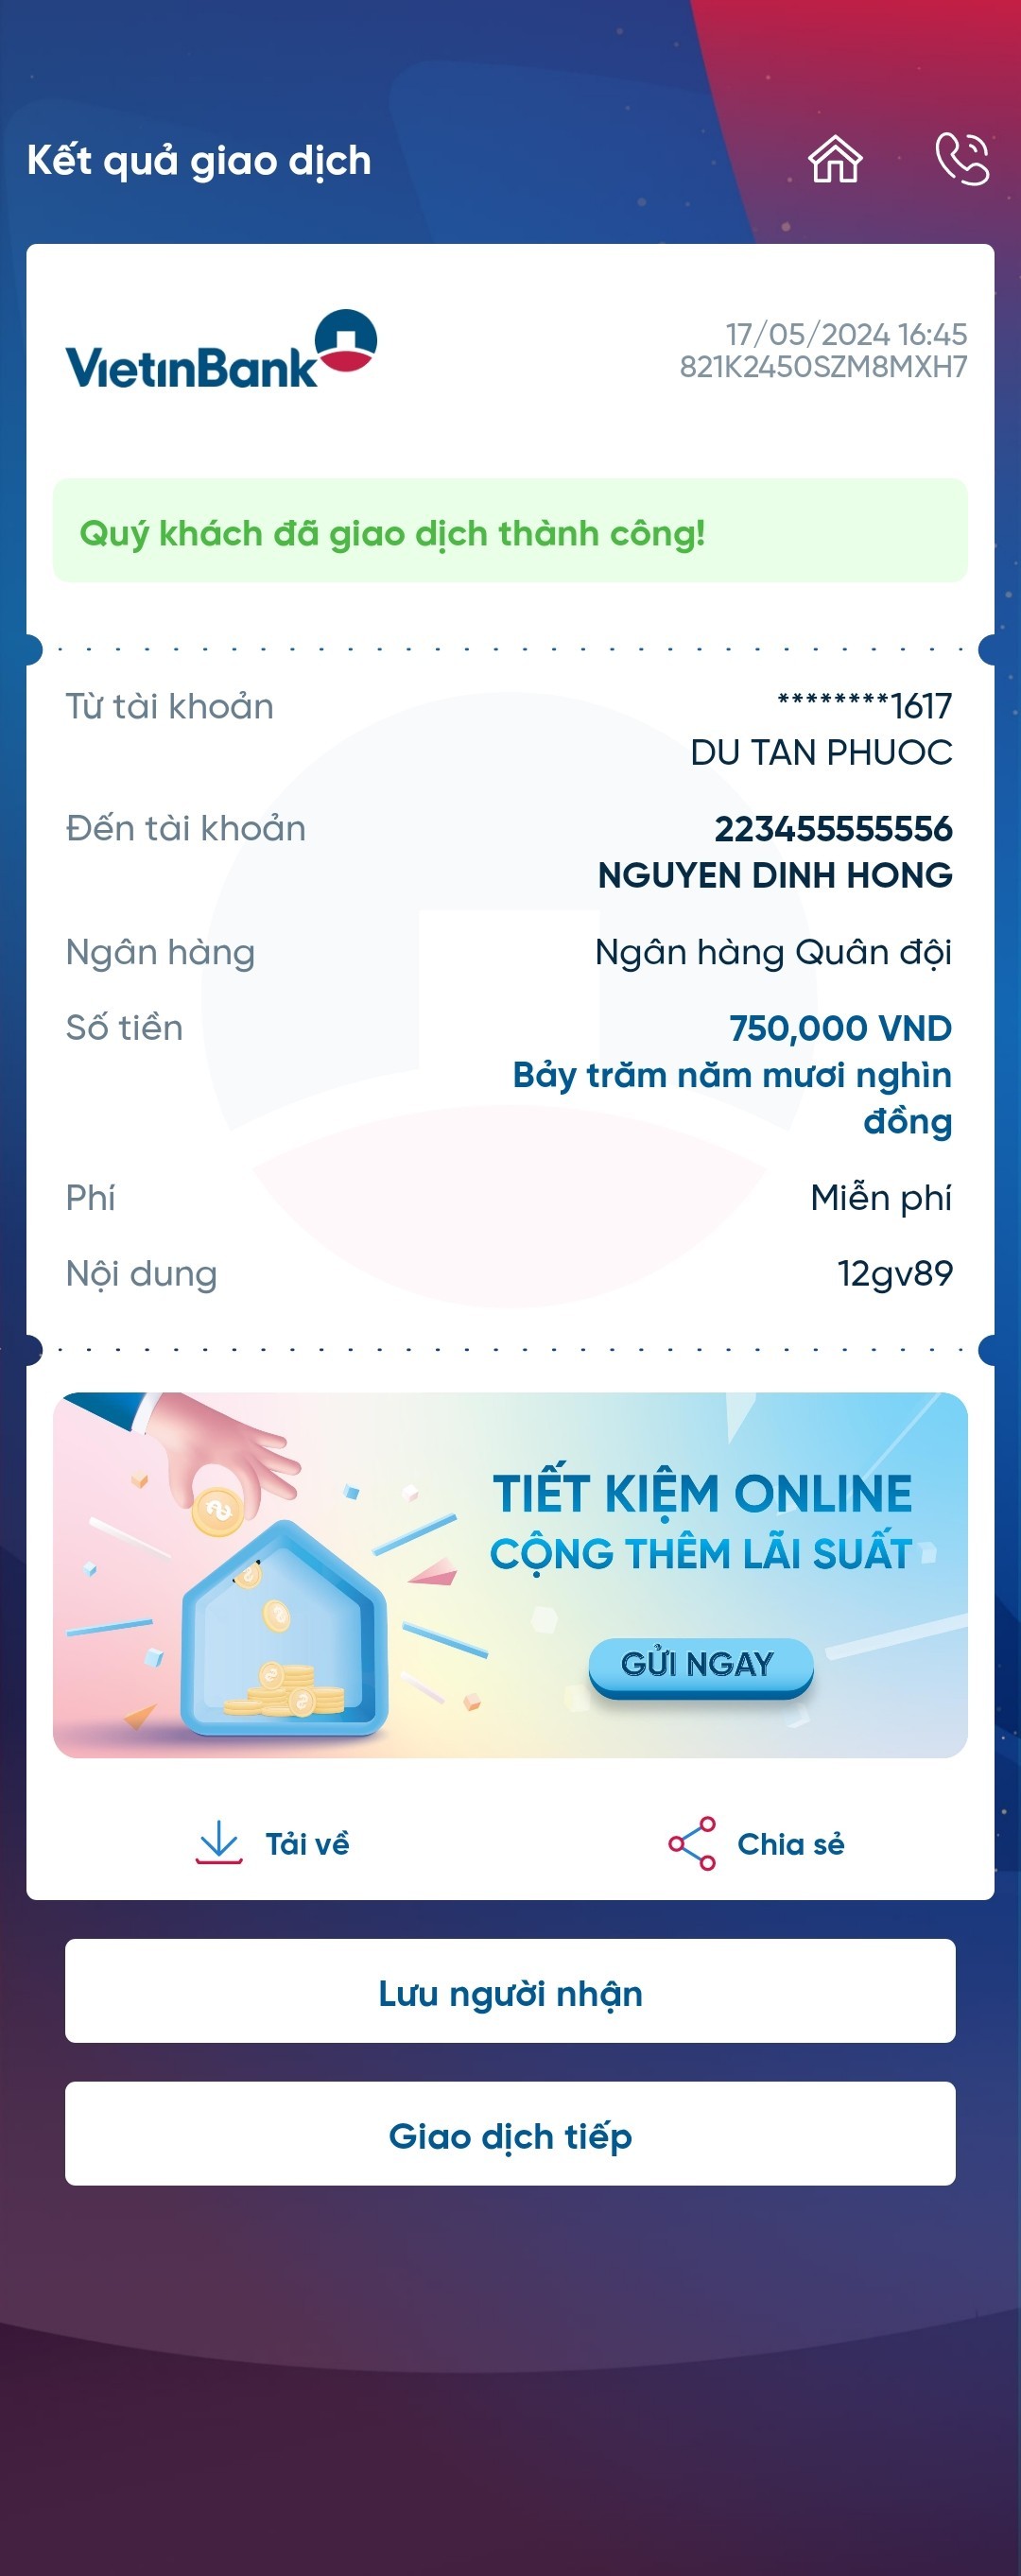 Kết quả giao dịch
VietinBank
17/05/2024 16:45
821K2450SZM8MXH7
Quý khách đã giao dịch thành công!
Từ tài khoản
********1617
DU TAN PHUOC
Đến tài khoản
223455555556
NGUYEN DINH HONG
Ngân hàng
Ngân hàng Quân đội
Số tiền
750,000 VND
Bảy trăm năm mươi nghìn
đồng
Phí
Miễn phí
Nội dung
12gv89
TIẾT KIỆM ONLINE
CỘNG THÊM LÃI SUẤT
GỬI NGAY
Tải về
Chia sẻ
Lưu người nhận
Giao dịch tiếp